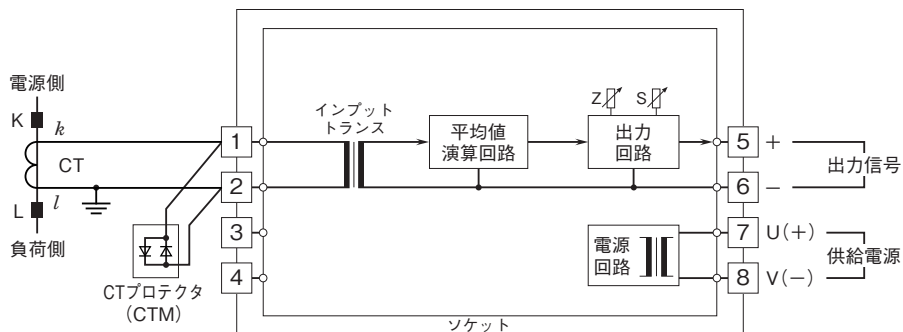 電源側
K
k
CT
L
l
負荷側
CTプロテクタ
(CTM)
1
2
3
4
インプット
トランス
平均値
演算回路
Z
S
出力
回路
電源
回路
5
+
6
−
出力信号
7
U(+)
8
V(−)
供給電源
ソケット